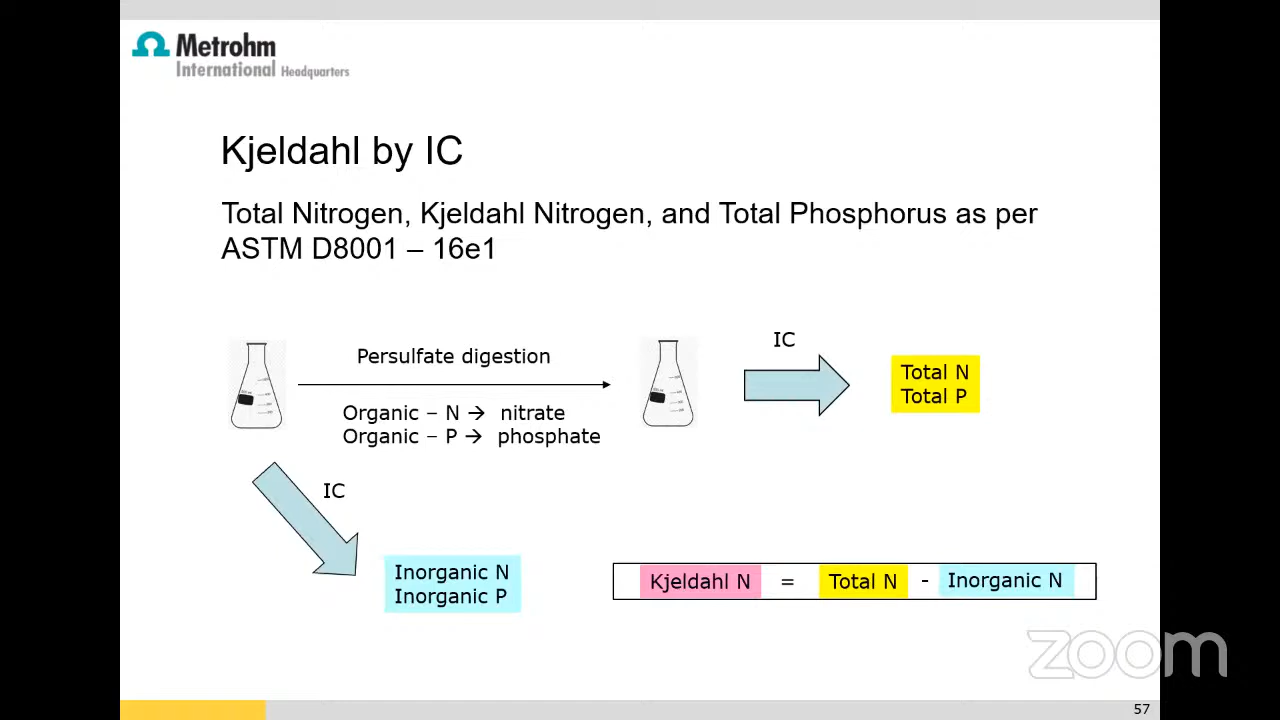 Metrohm
International Headquarters
Kjeldahl by IC
Total Nitrogen, Kjeldahl Nitrogen, and Total Phosphorus as per
ASTM D8001 – 16e1
Persulfate digestion
Organic – N → nitrate
Organic – P → phosphate
IC
Total N
Total P
IC
Inorganic N
Inorganic P
Kjeldahl N = Total N - Inorganic N
zoom
57